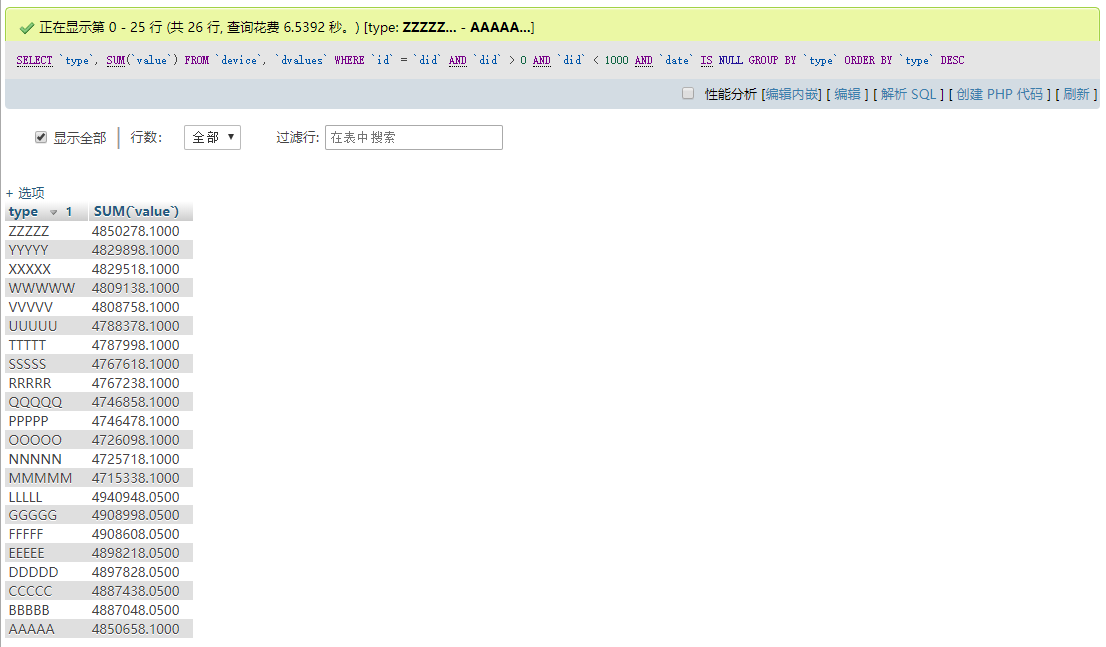 正在显示第 0 - 25 行 (共 26 行, 查询花费 6.5392 秒。) [type: ZZZZZ... - AAAAA...]
SELECT `type`, SUM(`value`) FROM `device`, `dvalues` WHERE `id` = `did` AND `did` > 0 AND `did` < 1000 AND `date` IS NULL GROUP BY `type` ORDER BY `type` DESC
性能分析 [编辑内嵌] [ 编辑 ] [ 解析 SQL ] [ 创建 PHP 代码 ] [ 刷新 ]
显示全部 行数: 全部 ▼ 过滤行: 在表中搜索
+ 选项
type 1 SUM(`value`)
ZZZZZ 4850278.1000
YYYYY 4829898.1000
XXXXX 4829518.1000
WWWWW 4809138.1000
VVVVV 4808758.1000
UUUUU 4788378.1000
TTTTT 4787998.1000
SSSSS 4767618.1000
RRRRR 4767238.1000
QQQQQ 4746858.1000
PPPPP 4746478.1000
OOOOO 4726098.1000
NNNNN 4725718.1000
MMMMM 4715338.1000
LLLLL 4940948.0500
GGGGG 4908998.0500
FFFFF 4908608.0500
EEEEE 4898218.0500
DDDDD 4897828.0500
CCCCC 4887438.0500
BBBBB 4887048.0500
AAAAA 4850658.1000